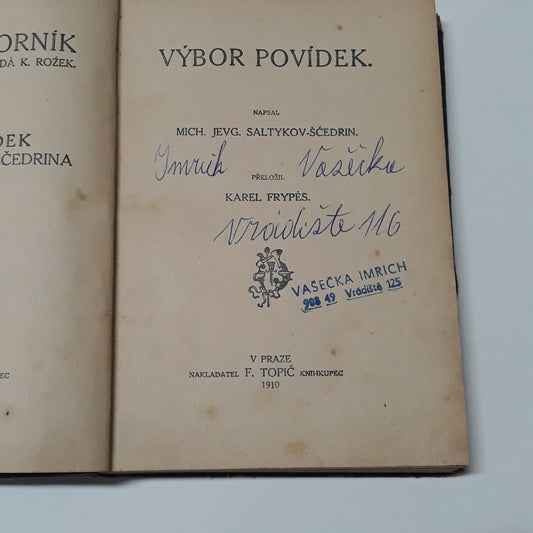 ORNÍK
DÁ K. ROŽEK.
DEK
ŠČEDRINA
EC
VÝBOR POVÍDEK.
NAPSAL
MICH. JEVG. SALTYKOV-ŠČEDRIN.
Imrich Vašečka
PŘELOŽIL
KAREL FRYPÉS.
Vrádište 116
VAŠEČKA IMRICH
908 49 Vrádiště 125
V PRAZE
NAKLADATEL F. TOPIČ KNIHKUPEC
1910